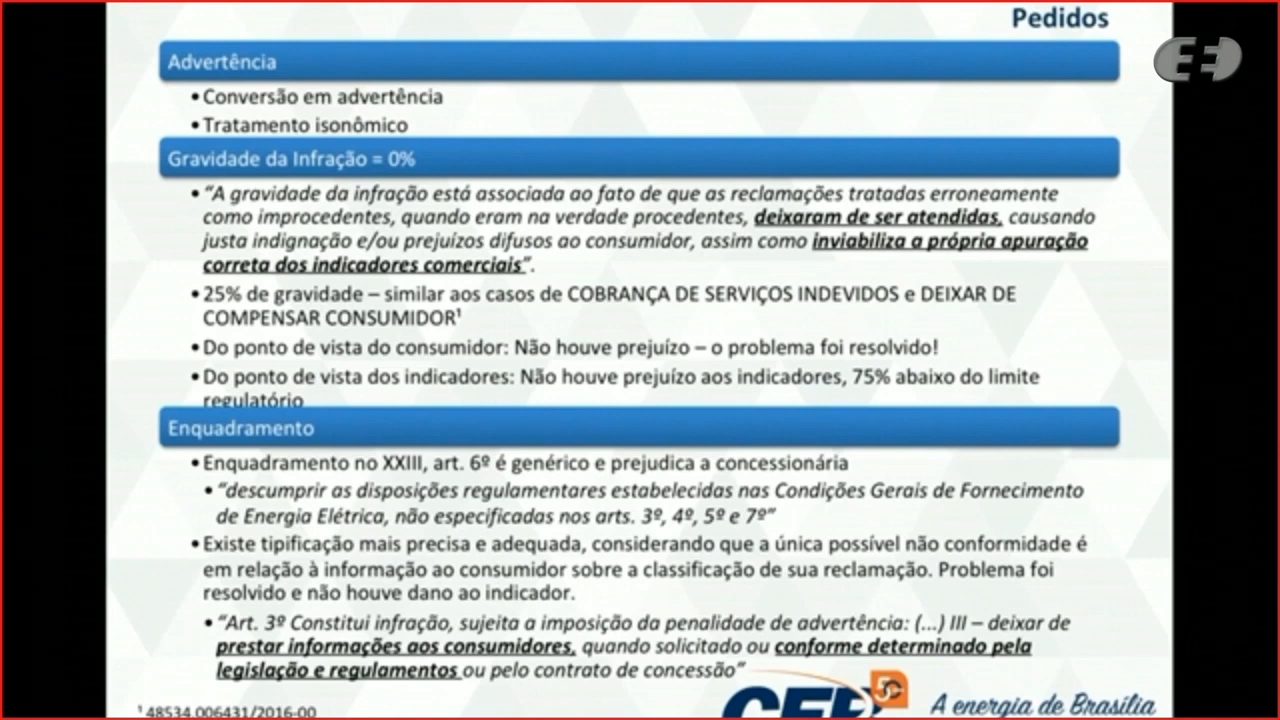 Pedidos
Advertência
•Conversão em advertência
•Tratamento isonômico
Gravidade da Infração = 0%
•“A gravidade da infração está associada ao fato de que as reclamações tratadas erroneamente
como improcedentes, quando eram na verdade procedentes, deixaram de ser atendidas, causando
justa indignação e/ou prejuízos difusos ao consumidor, assim como inviabiliza a própria apuração
correta dos indicadores comerciais”.
•25% de gravidade – similar aos casos de COBRANÇA DE SERVIÇOS INDEVIDOS e DEIXAR DE
COMPENSAR CONSUMIDOR¹
•Do ponto de vista do consumidor: Não houve prejuízo – o problema foi resolvido!
•Do ponto de vista dos indicadores: Não houve prejuízo aos indicadores, 75% abaixo do limite
regulatório
Enquadramento
•Enquadramento no XXIII, art. 6º é genérico e prejudica a concessionária
•“descumprir as disposições regulamentares estabelecidas nas Condições Gerais de Fornecimento
de Energia Elétrica, não especificadas nos arts. 3º, 4º, 5º e 7º”
•Existe tipificação mais precisa e adequada, considerando que a única possível não conformidade é
em relação à informação ao consumidor sobre a classificação de sua reclamação. Problema foi
resolvido e não houve dano ao indicador.
•“Art. 3º Constitui infração, sujeita a imposição da penalidade de advertência: (...) III – deixar de
prestar informações aos consumidores, quando solicitado ou conforme determinado pela
legislação e regulamentos ou pelo contrato de concessão”
¹ 48534.006431/2016-00
CEB
A energia de Brasília